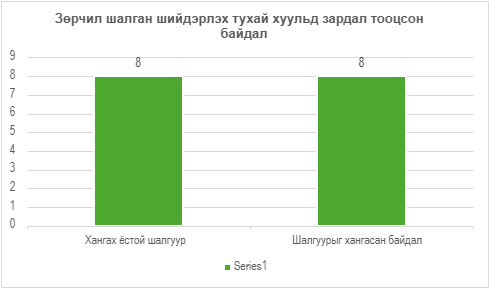 Зөрчил шалган шийдэрлэх тухай хуульд зардал тооцсон
байдал
9
8
7
6
5
4
3
2
1
0
8
8
Хангах ёстой шалгуур
Шалгуурыг хангасан байдал
Series1